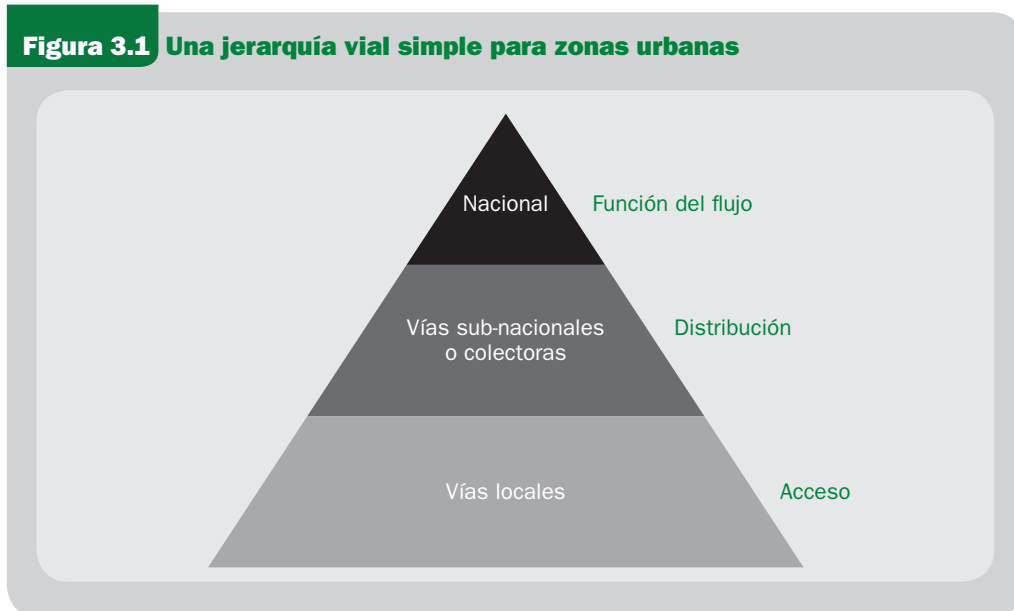 Figura 3.1 Una jerarquía vial simple para zonas urbanas
Nacional Función del flujo
Vías sub-nacionales
o colectoras
Distribución
Vías locales Acceso